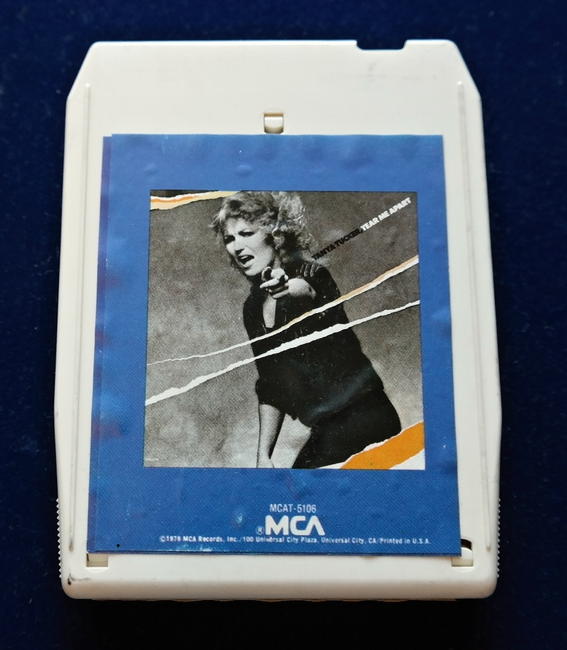 TANYA TUCKER TEAR ME APART
MCAT-5106
®MCA
©1979 MCA Records, Inc./100 Universal City Plaza, Universal City, CA/Printed in U.S.A.